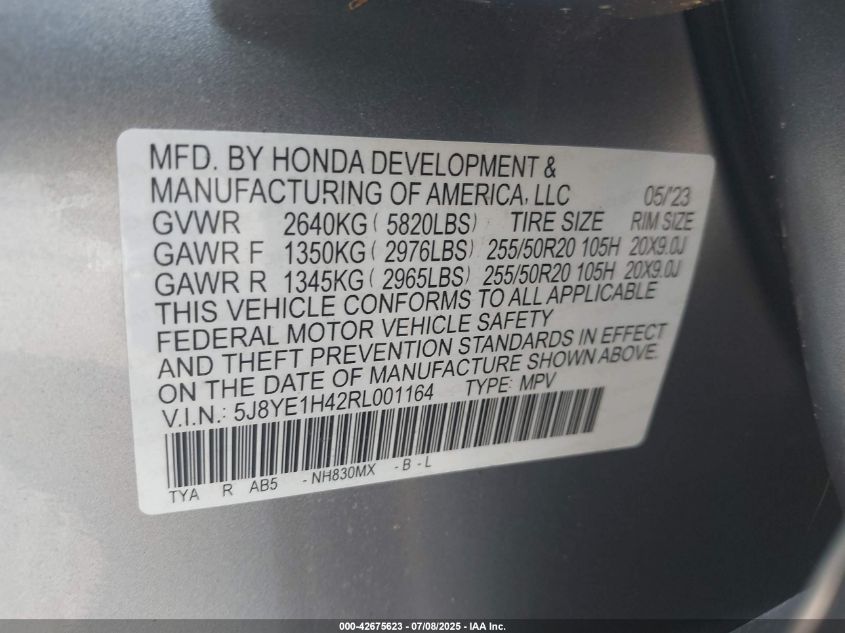 MFD. BY HONDA DEVELOPMENT &
MANUFACTURING OF AMERICA, LLC 05/'23
GVWR 2640KG ( 5820LBS) TIRE SIZE RIM SIZE
GAWR F 1350KG ( 2976LBS) 255/50R20 105H 20X9.0J
GAWR R 1345KG ( 2965LBS) 255/50R20 105H 20X9.0J
THIS VEHICLE CONFORMS TO ALL APPLICABLE
FEDERAL MOTOR VEHICLE SAFETY
AND THEFT PREVENTION STANDARDS IN EFFECT
ON THE DATE OF MANUFACTURE SHOWN ABOVE.
V.I.N.: 5J8YE1H42RL001164 TYPE: MPV
TYA R AB5 -NH830MX -B-L
000-42675623 - 07/08/2025 - IAA Inc.